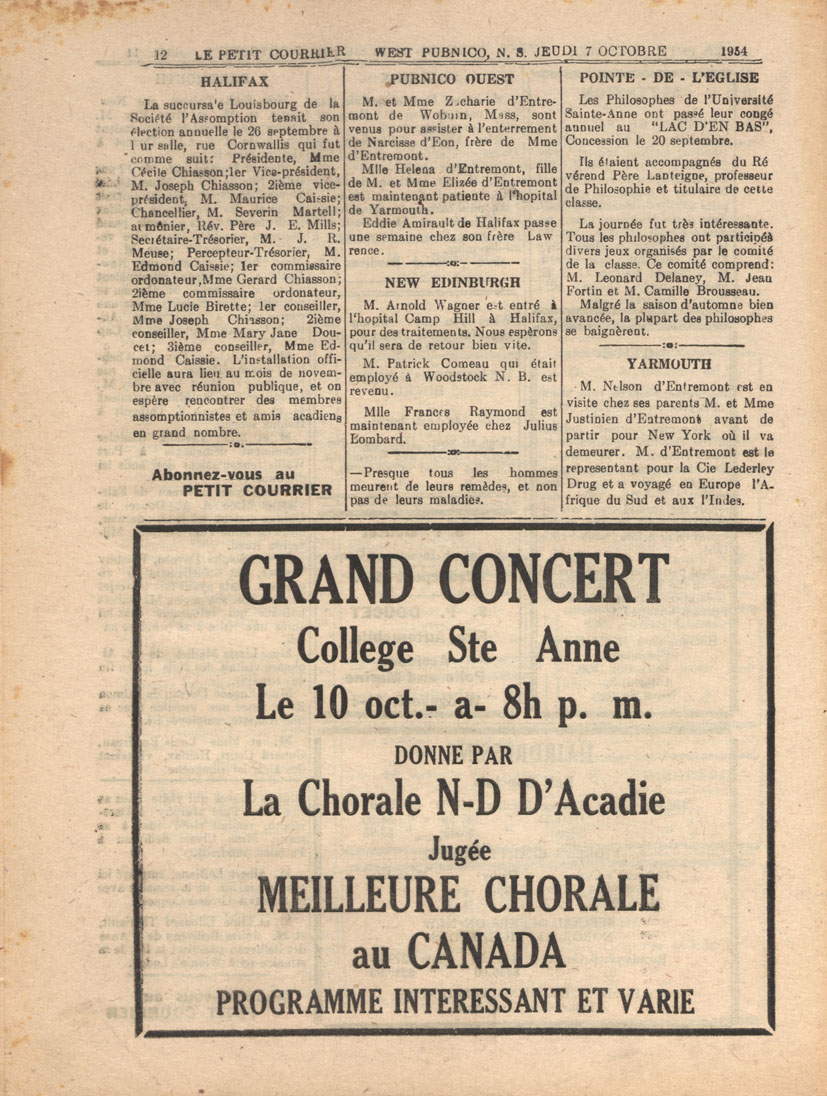 12 LE PETIT COURRIER WEST PUBNICO, N. S. JEUDI 7 OCTOBRE 1954
HALIFAX
La succursa'e Louisbourg de la
Société l'Assomption tenait son
élection annuelle le 26 septembre à
l ur salle, rue Cornwallis qui fut
comme suit: Présidente, Mme
Cécile Chiasson;1er Vice-président,
M. Joseph Chiasson; 2ième vice-
président, M. Maurice Caissie;
Chancellier, M. Severin Martell;
aumônier, Rév. Père J. E. Mills;
Secrétaire-Trésorier, M. J. R.
Meuse; Percepteur-Trésorier, M.
Edmond Caissie; 1er commissaire
ordonateur,Mme Gerard Chiasson;
2ième commissaire ordonateur,
Mme Lucie Birette; 1er conseiller,
Mme Joseph Chiasson; 2ième
conseiller, Mme Mary Jane Dou-
cet; 3ième conseiller, Mme Ed-
mond Caissie. L'installation offi-
cielle aura lieu au mois de novem-
bre avec réunion publique, et on
espère rencontrer des membres
assomptionnistes et amis acadiens
en grand nombre.
Abonnez-vous au
PETIT COURRIER
PUBNICO OUEST
M. et Mme Zacharie d'Entre-
mont de Woburn, Mass, sont
venus pour assister à l'enterrement
de Narcisse d'Eon, frère de Mme
d'Entremont.
Mlle Helena d'Entremont, fille
de M. et Mme Elizée d'Entremont
est maintenant patiente à l'hopital
de Yarmouth.
Eddie Amirault de Halifax passe
une semaine chez son frère Law
rence.
NEW EDINBURGH
M. Arnold Wagner est entré à
l'hopital Camp Hill à Halifax,
pour des traitements. Nous espèrons
qu'il sera de retour bien vite.
M. Patrick Comeau qui était
employé à Woodstock N. B. est
revenu.
Mlle Frances Raymond est
maintenant employée chez Julius
Lombard.
—Presque tous les hommes
meurent de leurs remèdes, et non
pas de leurs maladies.
POINTE - DE - L'EGLISE
Les Philosophes de l'Université
Sainte-Anne ont passé leur congé
annuel au "LAC D'EN BAS",
Concession le 20 septembre.
Ils étaient accompagnés du Ré
vérend Père Lanteigne, professeur
de Philosophie et titulaire de cette
classe.
La journée fut très intéressante.
Tous les philosophes ont participéà
divers jeux organisés par le comité
de la classe. Ce comité comprend:
M. Leonard Delaney, M. Jean
Fortin et M. Camille Brousseau.
Malgré la saison d'automne bien
avancée, la plupart des philosophes
se baignèrent.
YARMOUTH
M. Nelson d'Entremont est en
visite chez ses parents M. et Mme
Justinien d'Entremont avant de
partir pour New York où il va
demeurer. M. d'Entremont est le
representant pour la Cie Lederley
Drug et a voyagé en Europe l'A-
frique du Sud et aux l'Indes.
GRAND CONCERT
College Ste Anne
Le 10 oct.- a- 8h p. m.
DONNE PAR
La Chorale N-D D'Acadie
Jugée
MEILLEURE CHORALE
au CANADA
PROGRAMME INTERESSANT ET VARIE